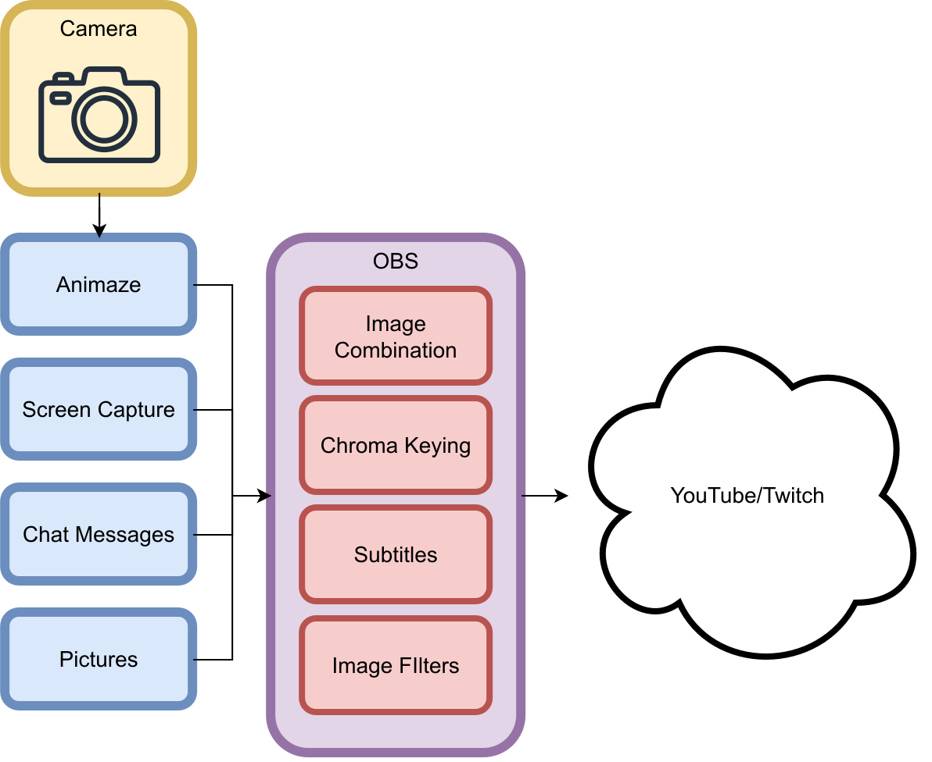 Camera
Animaze
Screen Capture
Chat Messages
Pictures
OBS
Image
Combination
Chroma Keying
Subtitles
Image FIlters
YouTube/Twitch